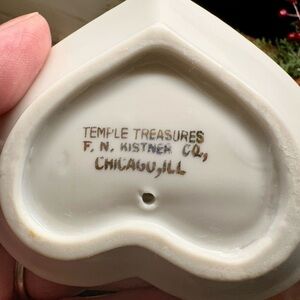 TEMPLE TREASURES
F. N. KISTNER CO.,
CHICAGO, ILL